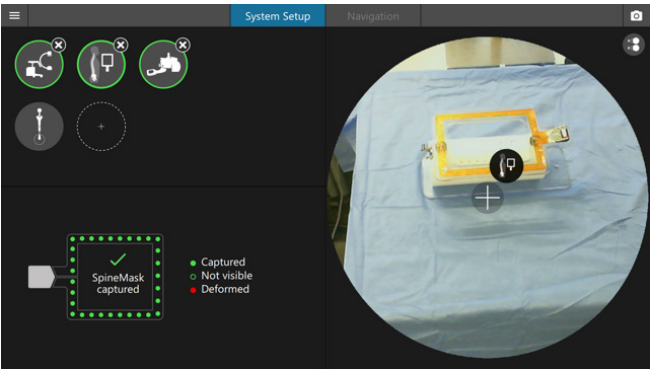 System Setup
Navigation
SpineMask
captured
Captured
Not visible
Deformed